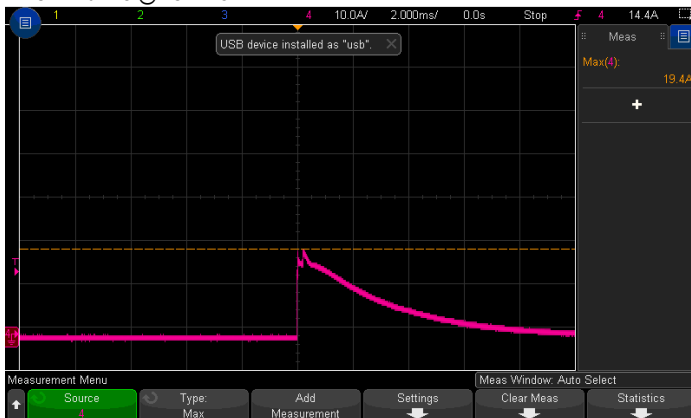 1 2 3 4 10.0A/ 2.000ms/ 0.0s Stop 4 14.4A
USB device installed as "usb".
Meas
Max(4):
19.4A
T
Measurement Menu
Meas Window: Auto Select
Source
4
Type:
Max
Add
Measurement
Settings
Clear Meas
Statistics